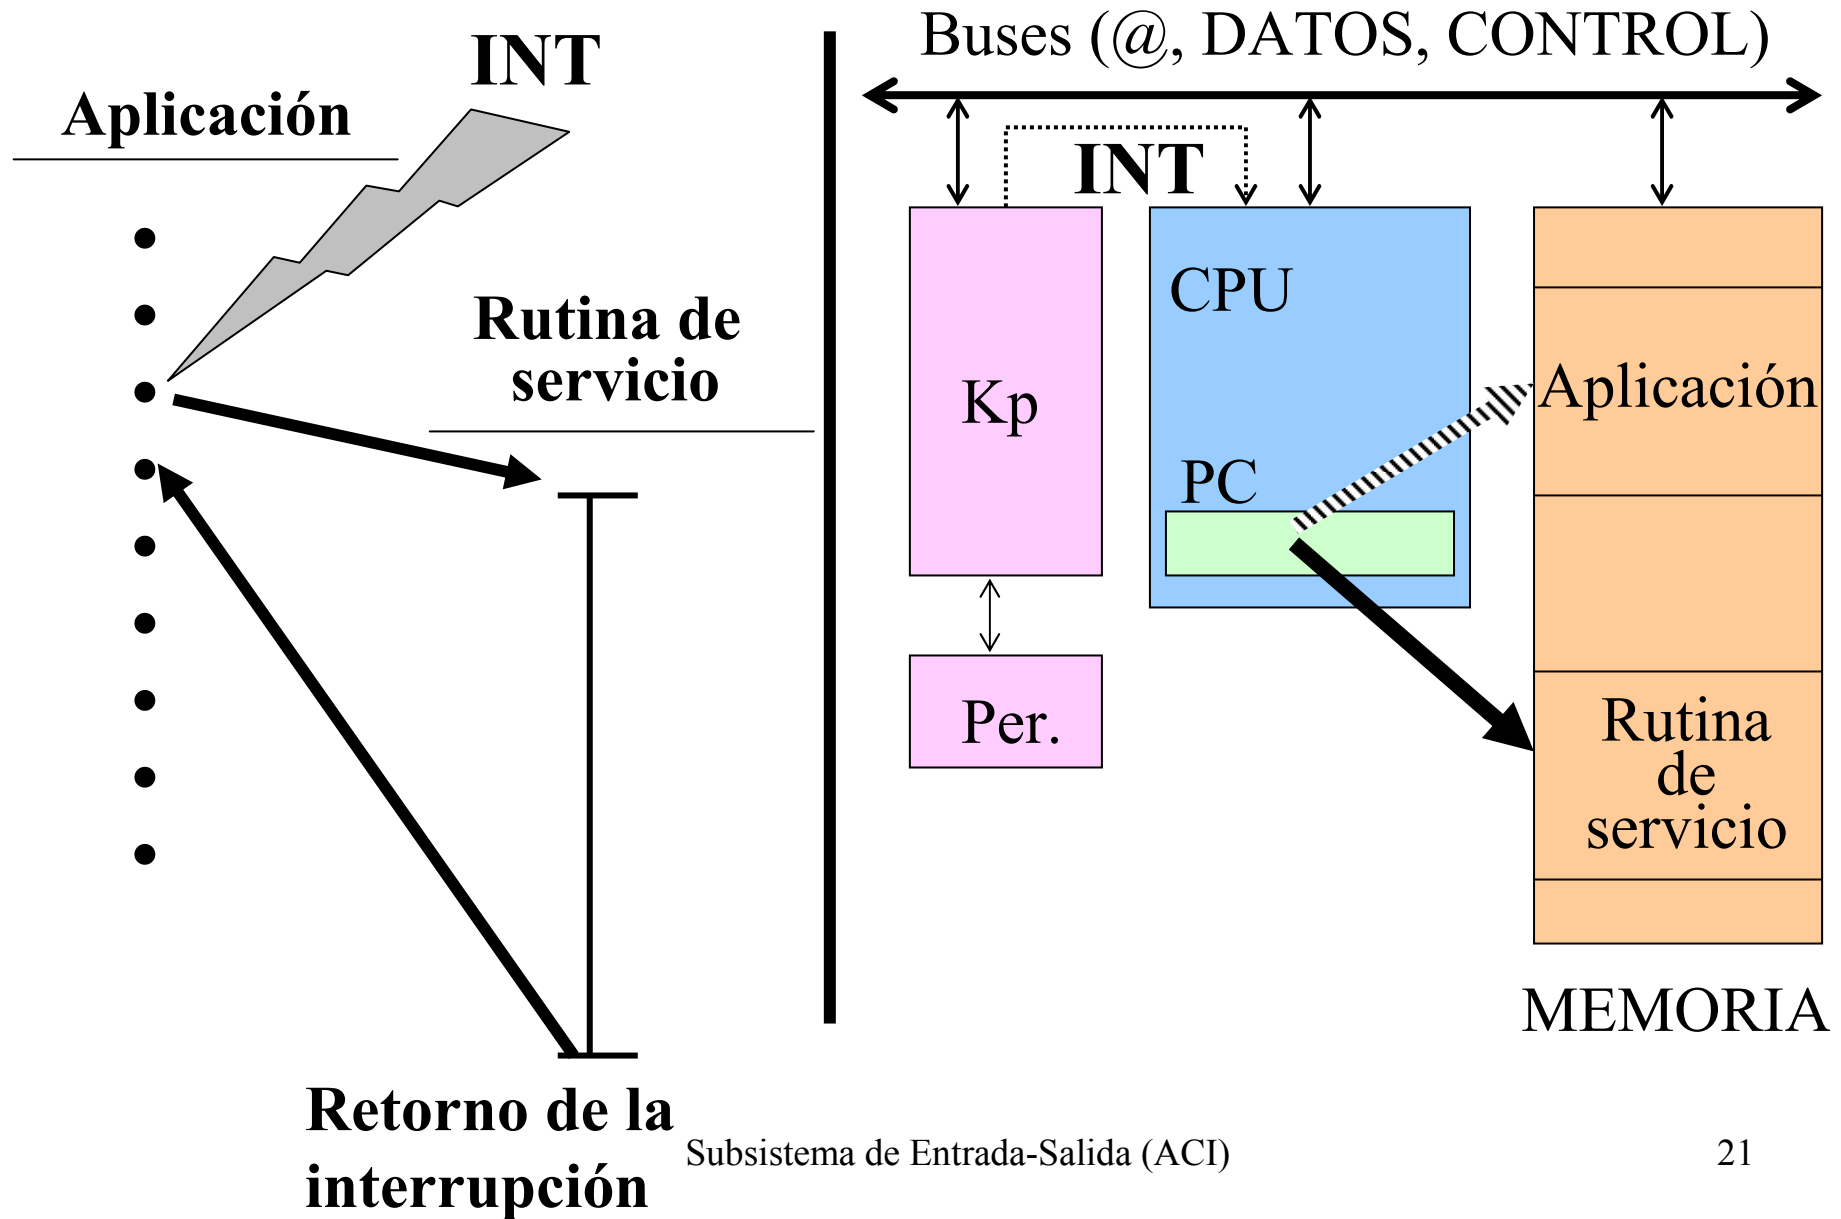 INT
Aplicación
Rutina de
servicio
Retorno de la
interrupción
Buses (@, DATOS, CONTROL)
INT
CPU
Kp
PC
Per.
Aplicación
Rutina
de
servicio
MEMORIA
Subsistema de Entrada-Salida (ACI)
21